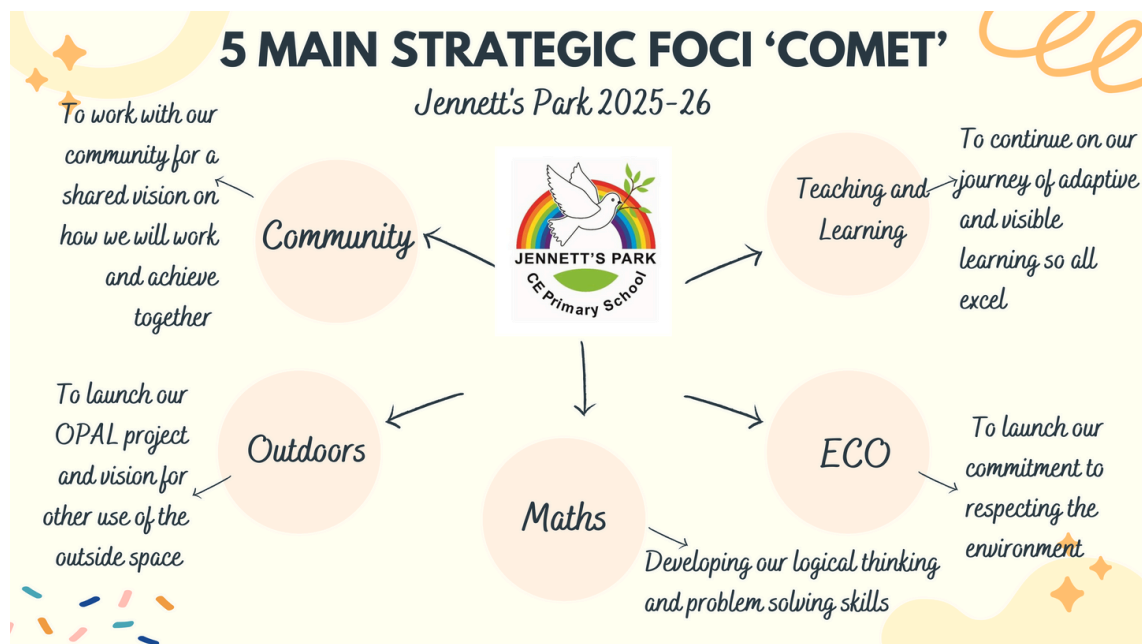 5 MAIN STRATEGIC FOCI ‘COMET’
Jennett's Park 2025-26
To work with our
community for a
shared vision on
how we will work
and achieve
together
Community
JENNETT'S PARK
CE Primary School
Teaching and
Learning
To continue on our
journey of adaptive
and visible
learning so all
excel
To launch our
OPAL project
and vision for
other use of the
outside space
Outdoors
Maths
Developing our logical thinking
and problem solving skills
ECO
To launch our
commitment to
respecting the
environment